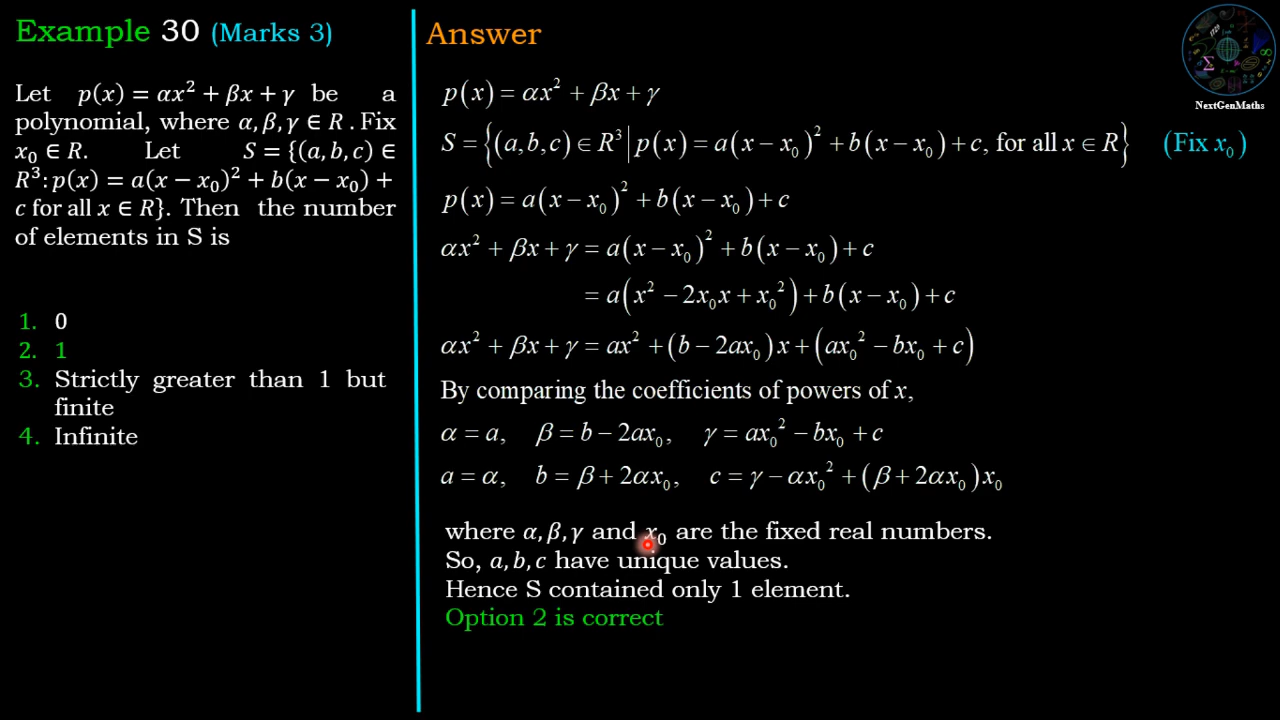 Example 30 (Marks 3)
Let p(x) = αx² + βx + γ be a
polynomial, where α, β, γ ∈ R . Fix
x₀ ∈ R. Let S = {(a, b, c) ∈
R³: p(x) = a(x − x₀)² + b(x − x₀) +
c for all x ∈ R}. Then the number
of elements in S is
1. 0
2. 1
3. Strictly greater than 1 but
finite
4. Infinite
Answer
p(x) = αx² + βx + γ
S = {(a, b, c) ∈ R³ | p(x) = a(x − x₀)² + b(x − x₀) + c, for all x ∈ R} (Fix x₀)
p(x) = a(x − x₀)² + b(x − x₀) + c
αx² + βx + γ = a(x − x₀)² + b(x − x₀) + c
= a(x² − 2x₀x + x₀²) + b(x − x₀) + c
αx² + βx + γ = ax² + (b − 2ax₀)x + (ax₀² − bx₀ + c)
By comparing the coefficients of powers of x,
α = a, β = b − 2ax₀, γ = ax₀² − bx₀ + c
a = α, b = β + 2αx₀, c = γ − αx₀² + (β + 2αx₀)x₀
where α, β, γ and x₀ are the fixed real numbers.
So, a, b, c have unique values.
Hence S contained only 1 element.
Option 2 is correct
NextGenMaths